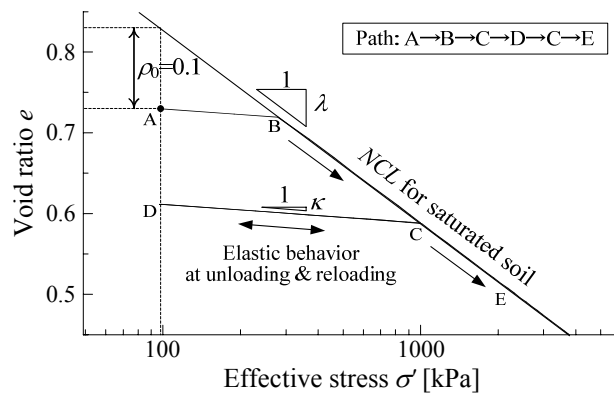 Path: A→B→C→D→C→E
0.8
ρ0=0.1
1
λ
A
B
0.7
NCL for saturated soil
Void ratio e
1
κ
D
0.6
C
Elastic behavior
at unloading & reloading
E
0.5
100
1000
Effective stress σ' [kPa]